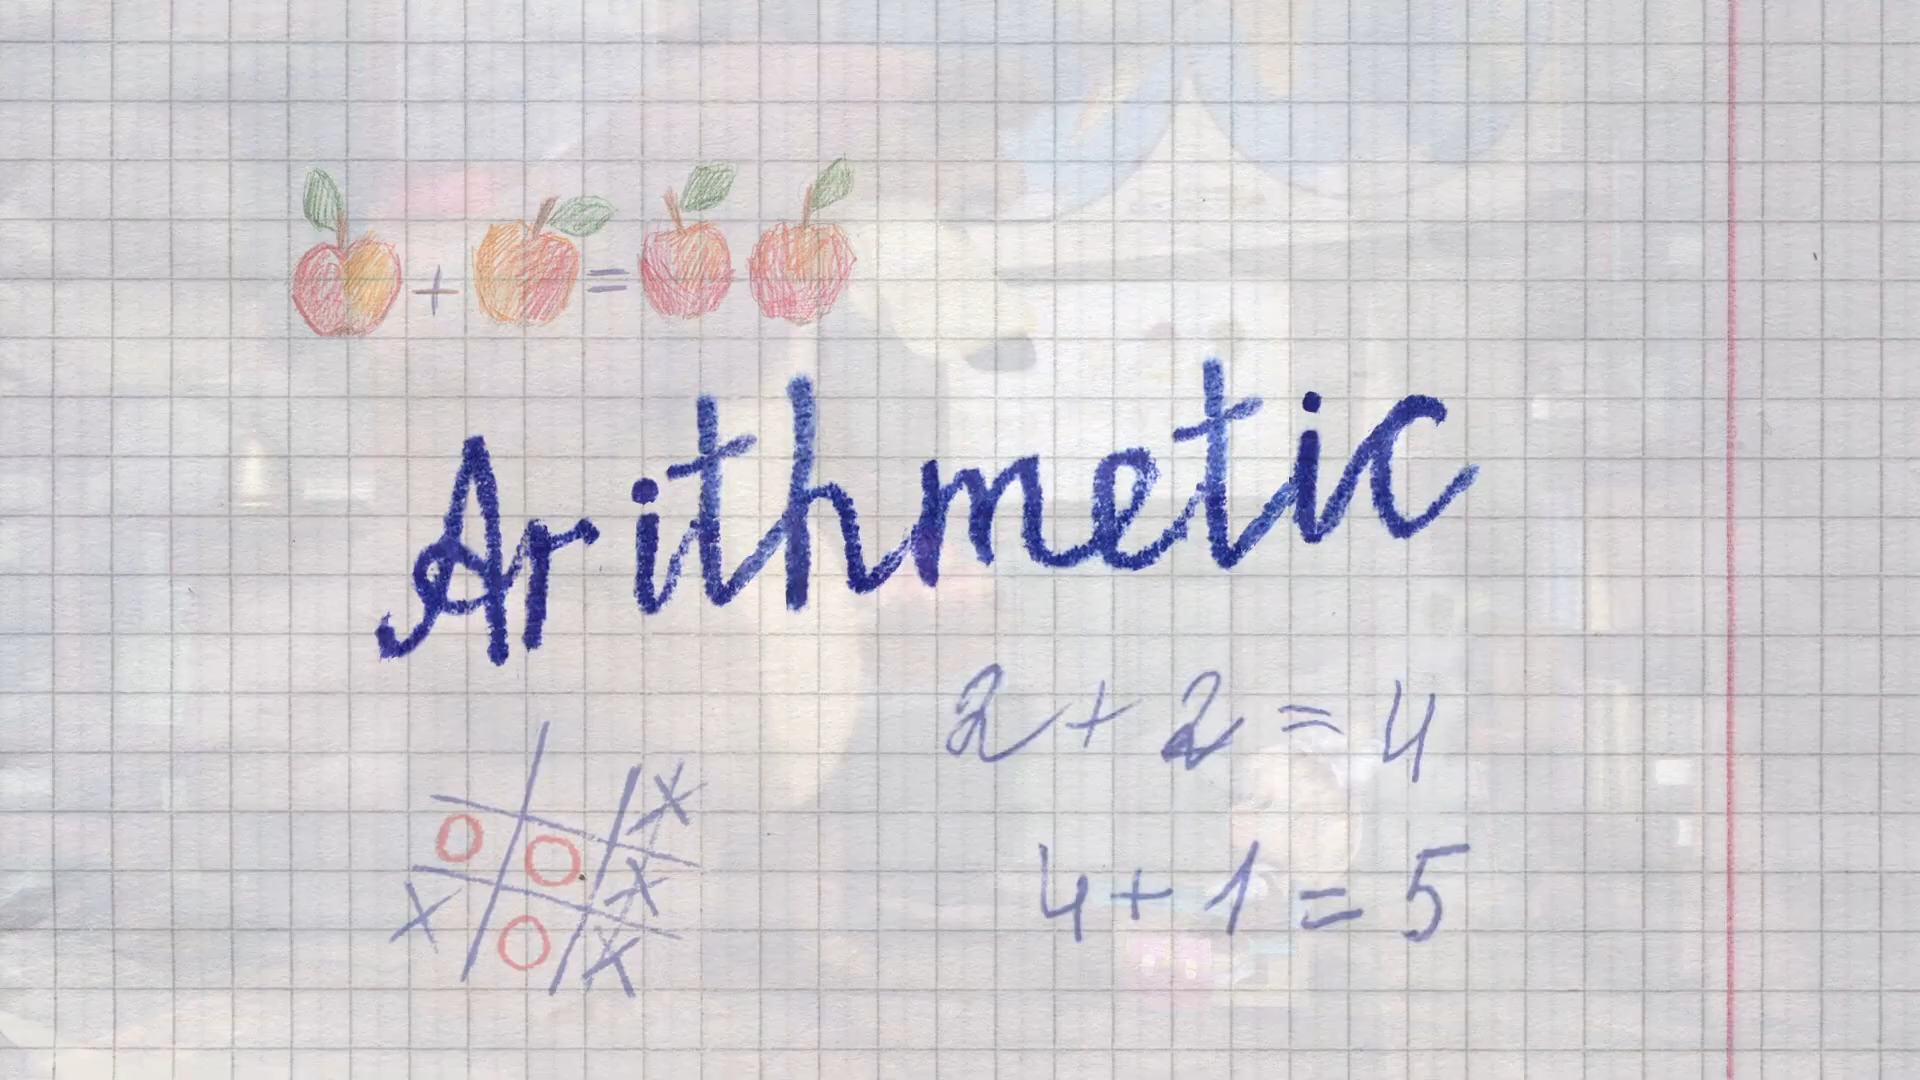 Arithmetic
2 + 2 = 4
4 + 1 = 5